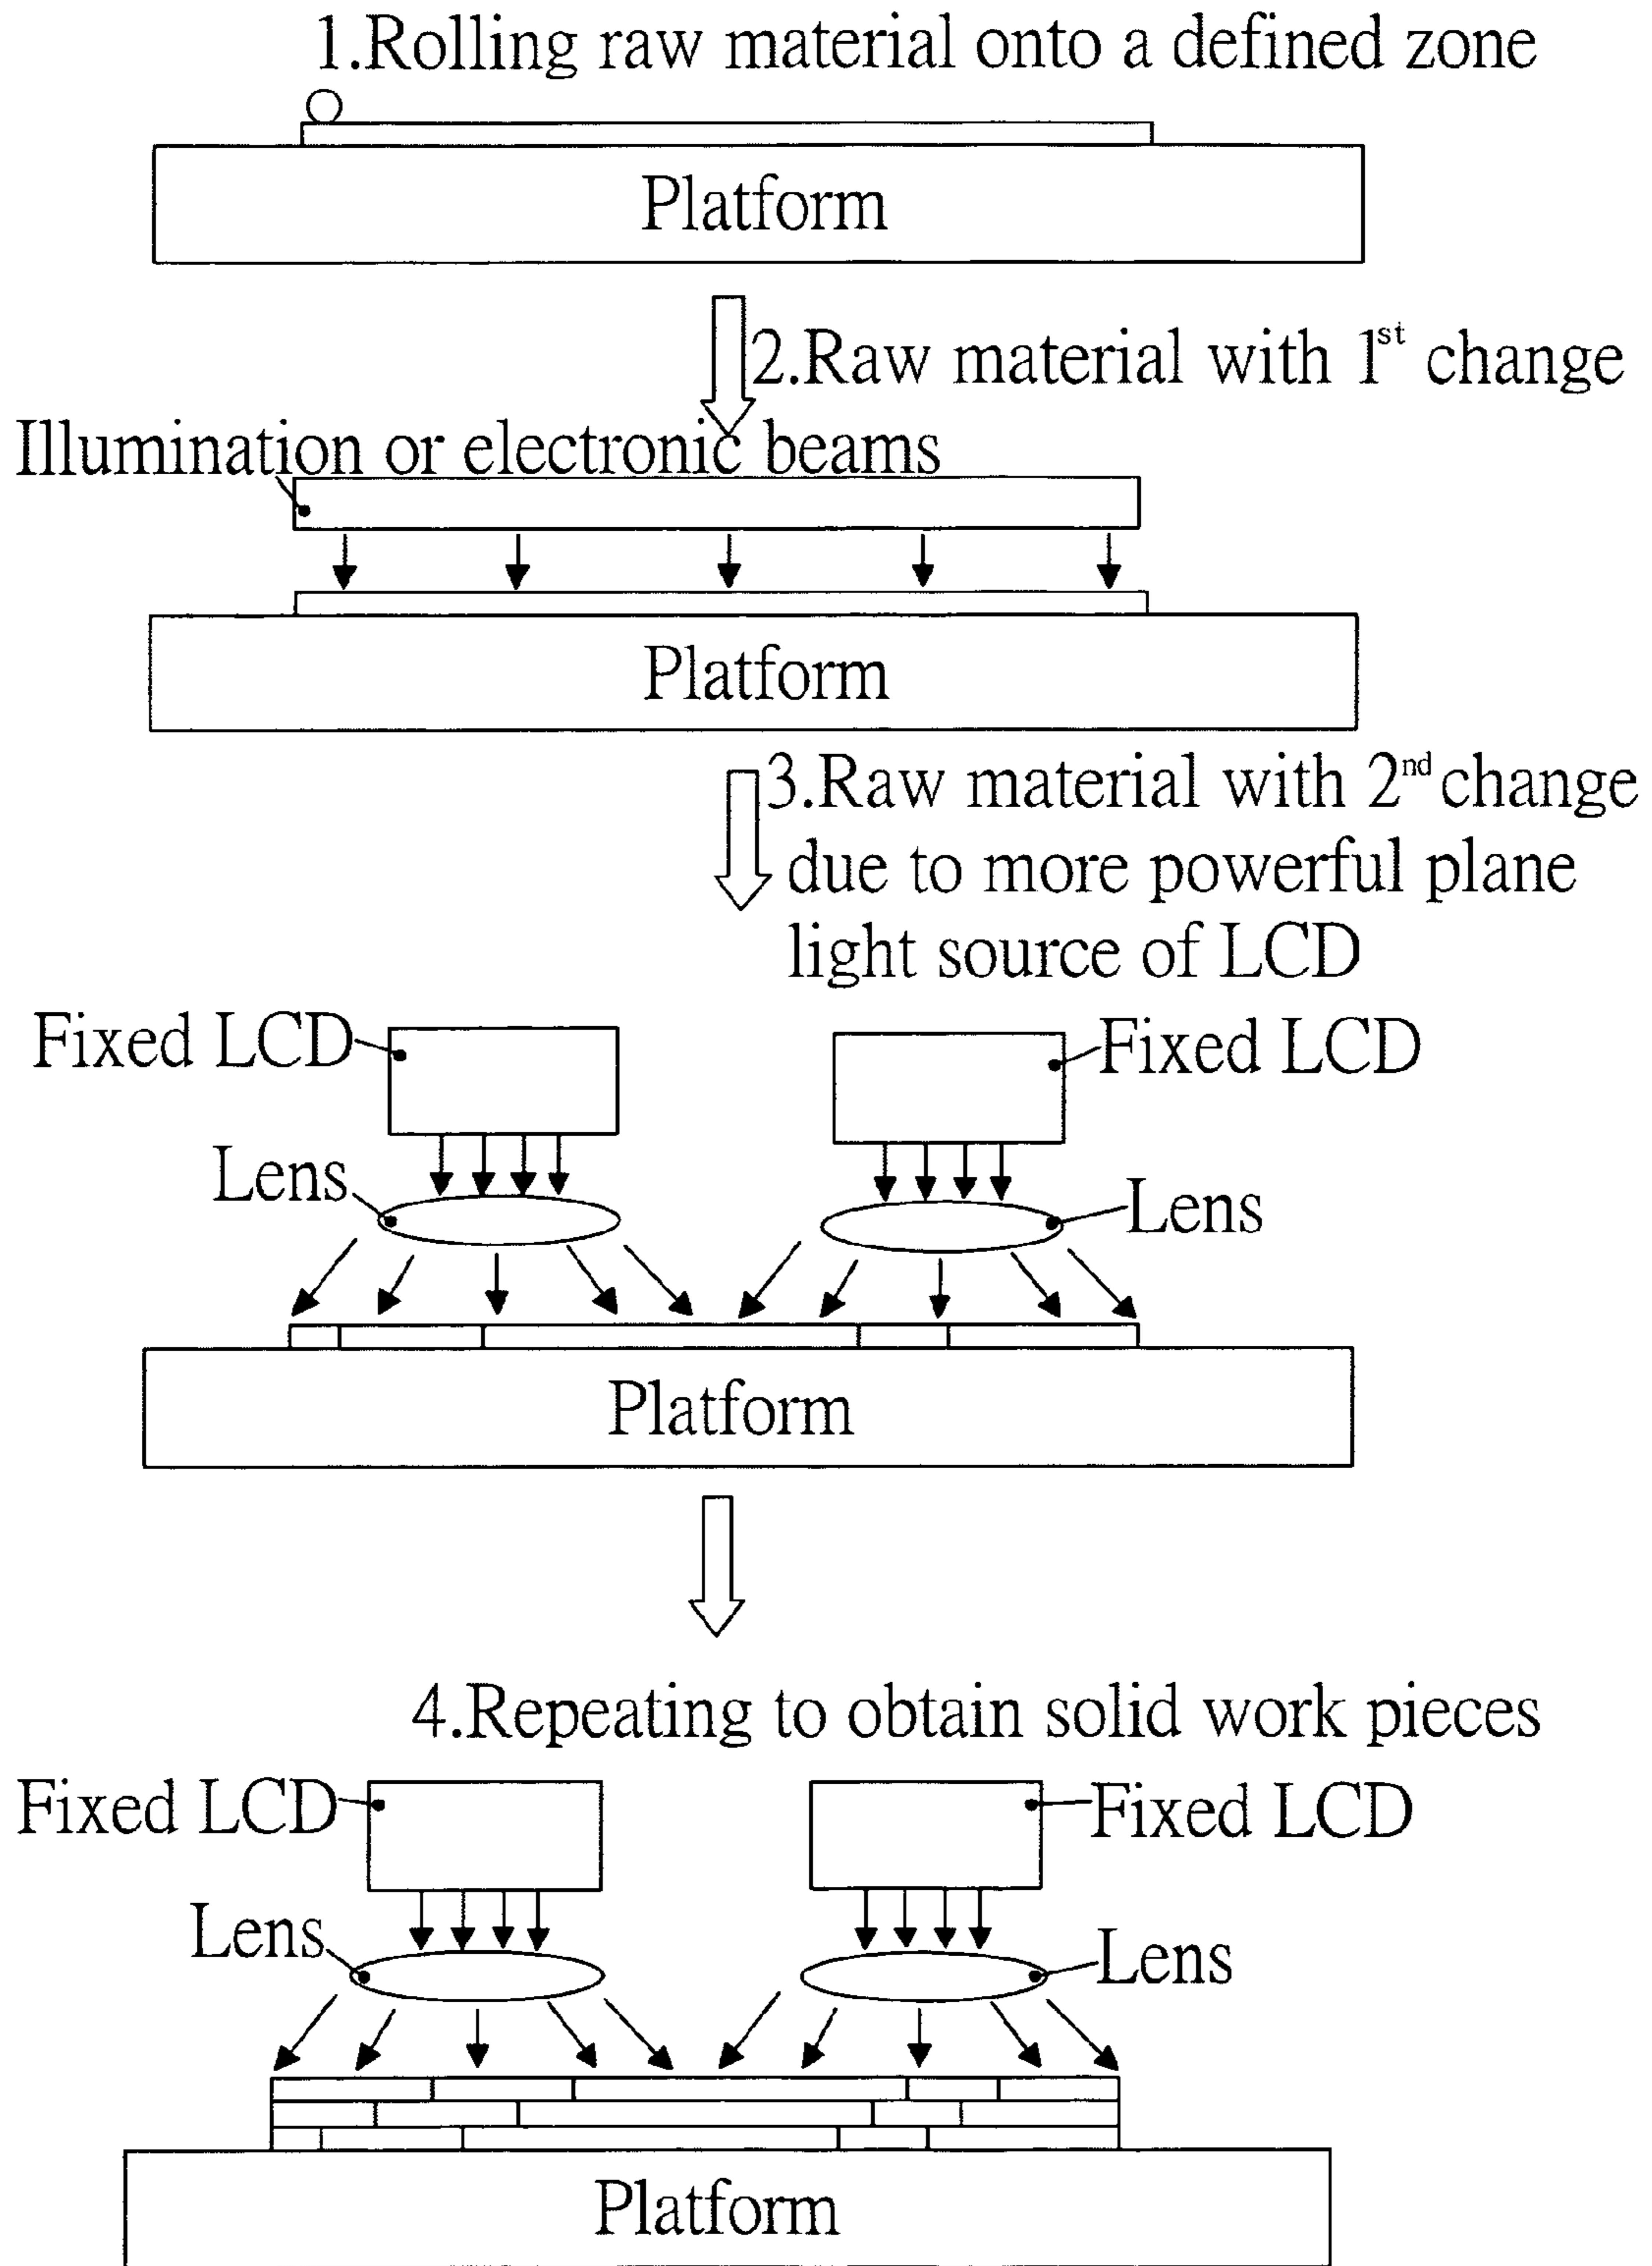 1.Rolling raw material onto a defined zone
Platform
2.Raw material with 1st change
Illumination or electronic beams
Platform
3.Raw material with 2nd change
due to more powerful plane
light source of LCD
Fixed LCD
Fixed LCD
Lens
Lens
Platform
4.Repeating to obtain solid work pieces
Fixed LCD
Fixed LCD
Lens
Lens
Platform